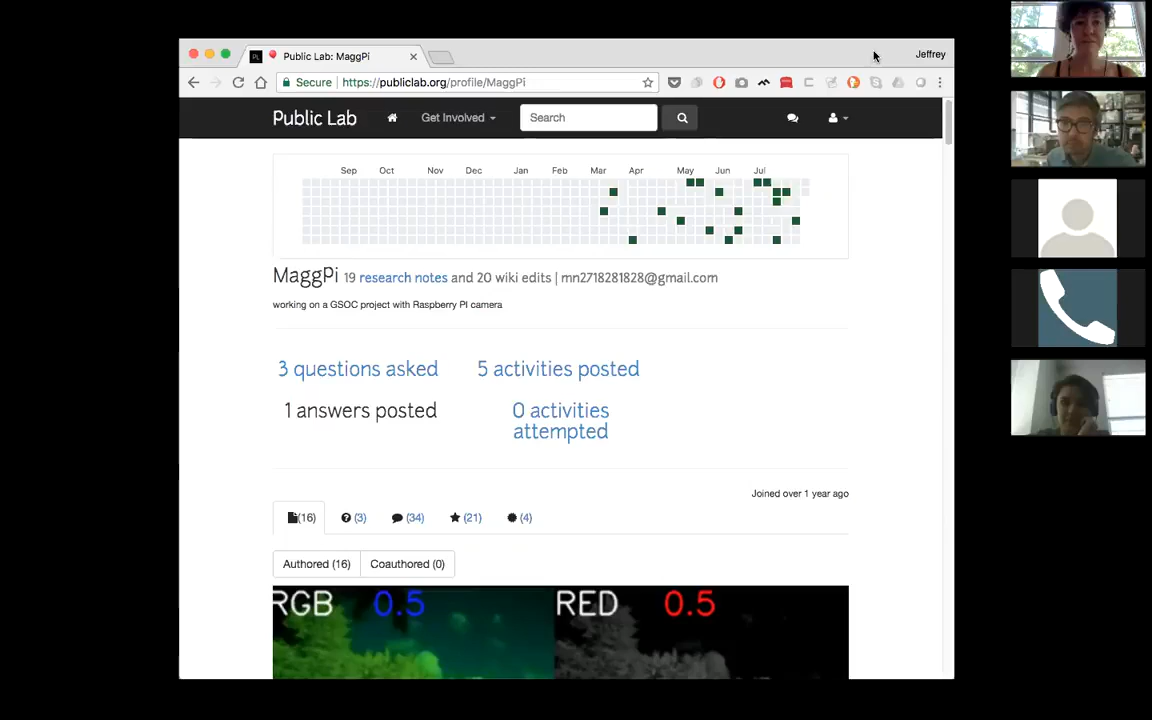 Public Lab: MaggPi
Jeffrey
Secure https://publiclab.org/profile/MaggPi
Public Lab Get Involved Search
Sep Oct Nov Dec Jan Feb Mar Apr May Jun Jul
MaggPi 19 research notes and 20 wiki edits | mn2718281828@gmail.com
working on a GSOC project with Raspberry PI camera
3 questions asked 5 activities posted
1 answers posted 0 activities
attempted
Joined over 1 year ago
(16) (3) (34) (21) (4)
Authored (16) Coauthored (0)
RGB 0.5 RED 0.5